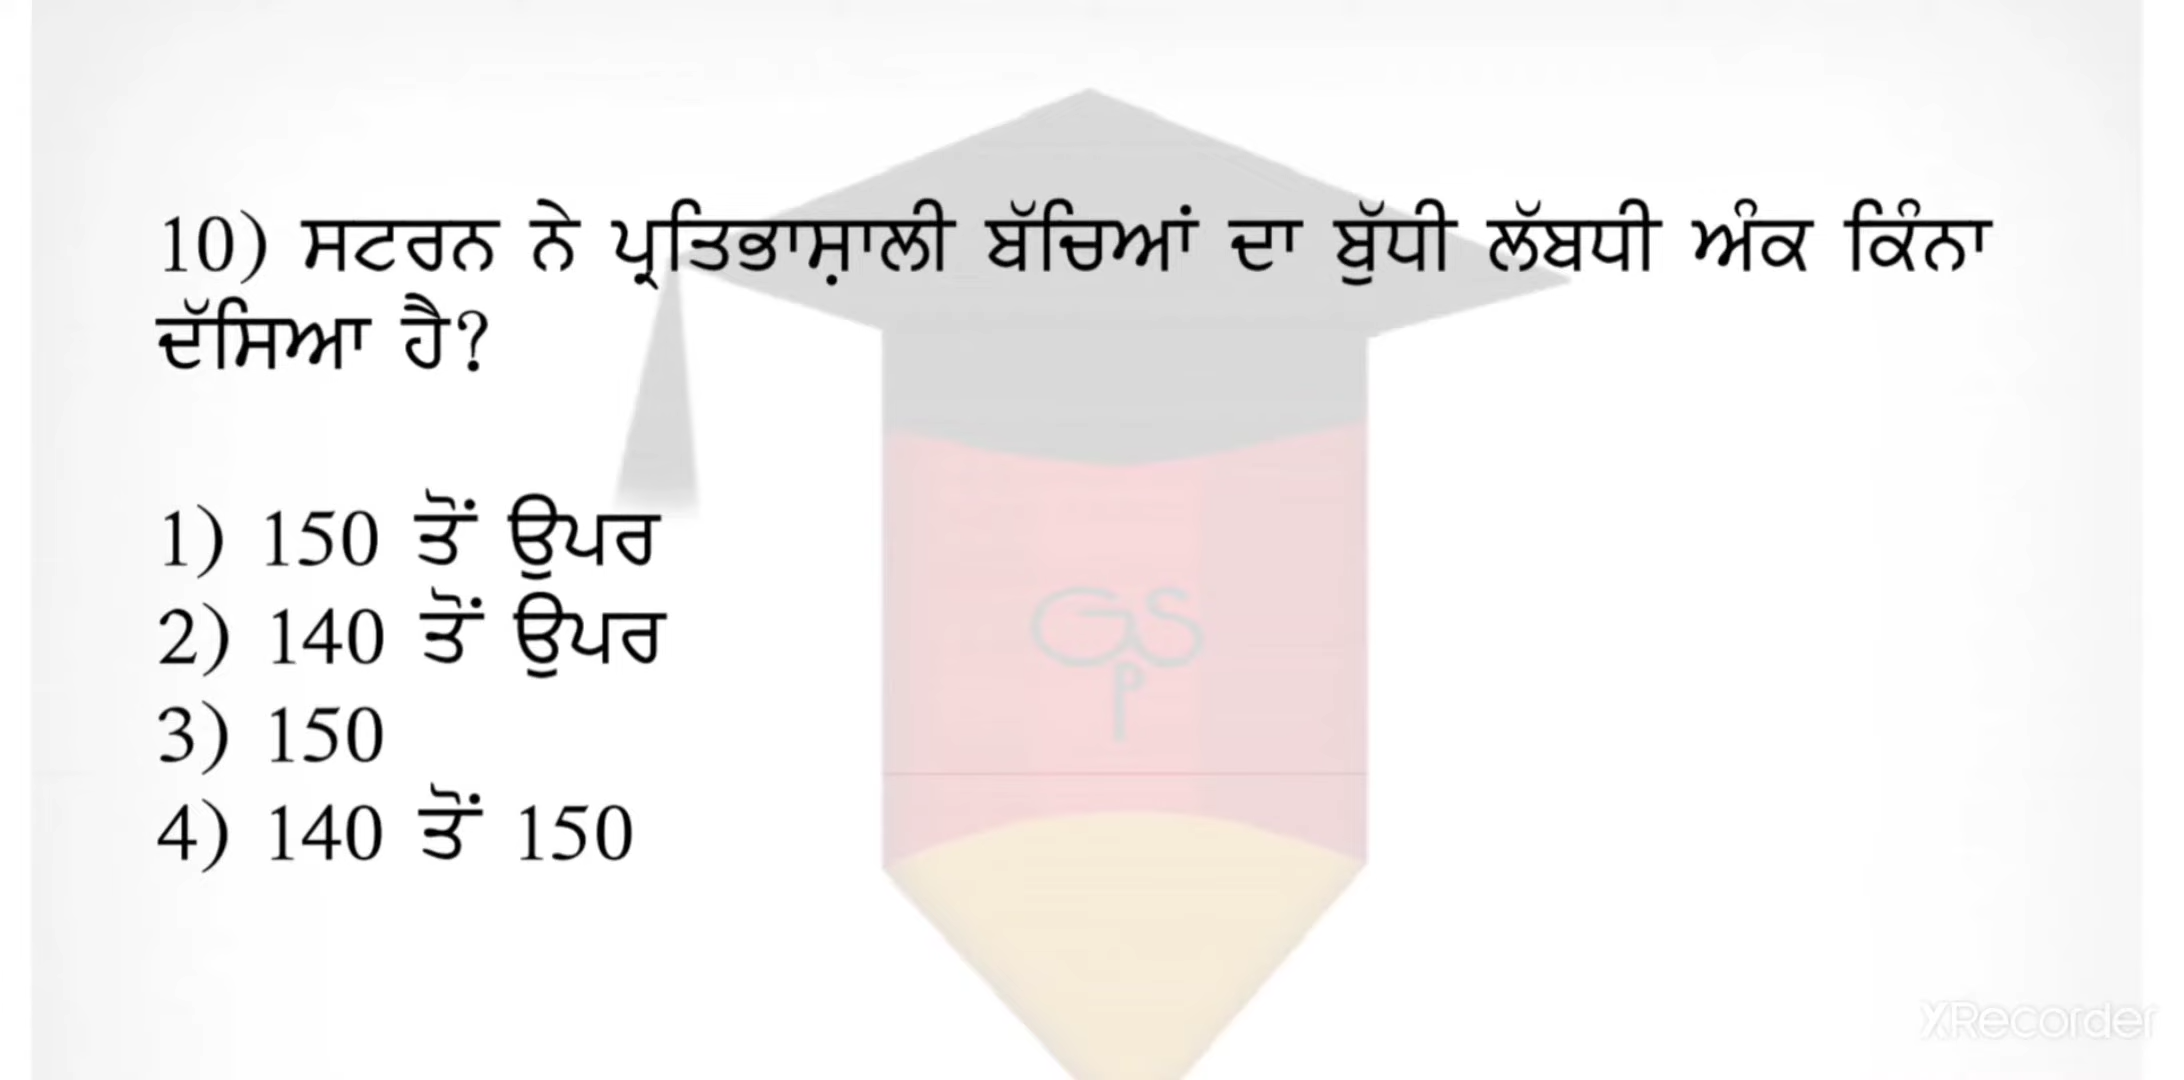 10) ਸਟਰਨ ਨੇ ਪ੍ਰਤਿਭਾਸ਼ਾਲੀ ਬੱਚਿਆਂ ਦਾ ਬੁੱਧੀ ਲੱਬਧੀ ਅੰਕ ਕਿੰਨਾ
ਦੱਸਿਆ ਹੈ?
1) 150 ਤੋਂ ਉਪਰ
2) 140 ਤੋਂ ਉਪਰ
3) 150
4) 140 ਤੋਂ 150
GSP
XRecorder